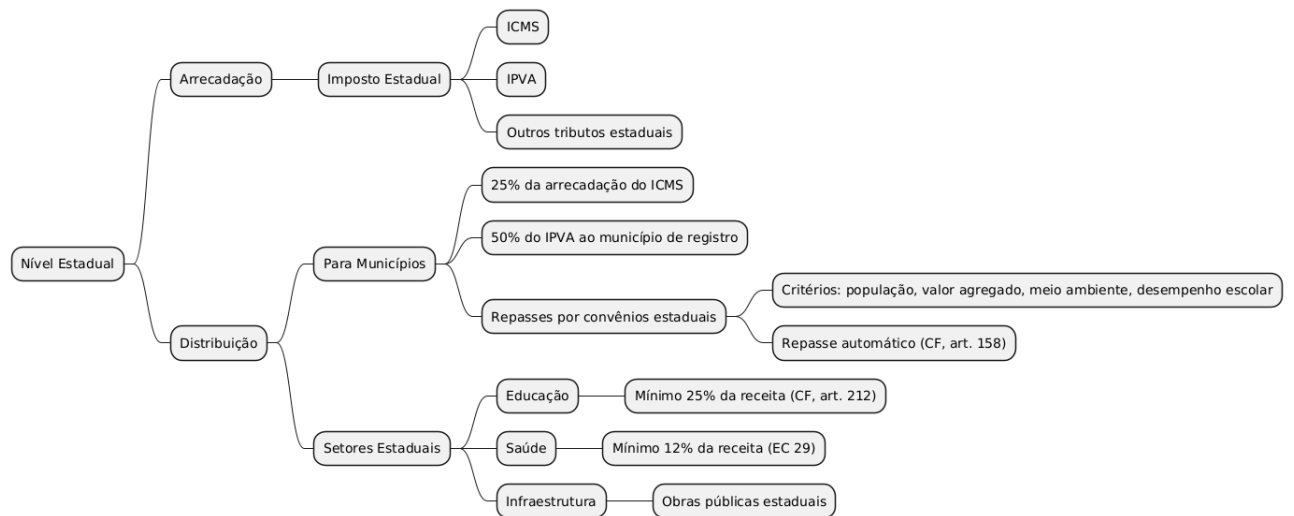 Nível Estadual
Arrecadação
Imposto Estadual
ICMS
IPVA
Outros tributos estaduais
Distribuição
Para Municípios
25% da arrecadação do ICMS
50% do IPVA ao município de registro
Repasses por convênios estaduais
Critérios: população, valor agregado, meio ambiente, desempenho escolar
Repasse automático (CF, art. 158)
Setores Estaduais
Educação
Mínimo 25% da receita (CF, art. 212)
Saúde
Mínimo 12% da receita (EC 29)
Infraestrutura
Obras públicas estaduais